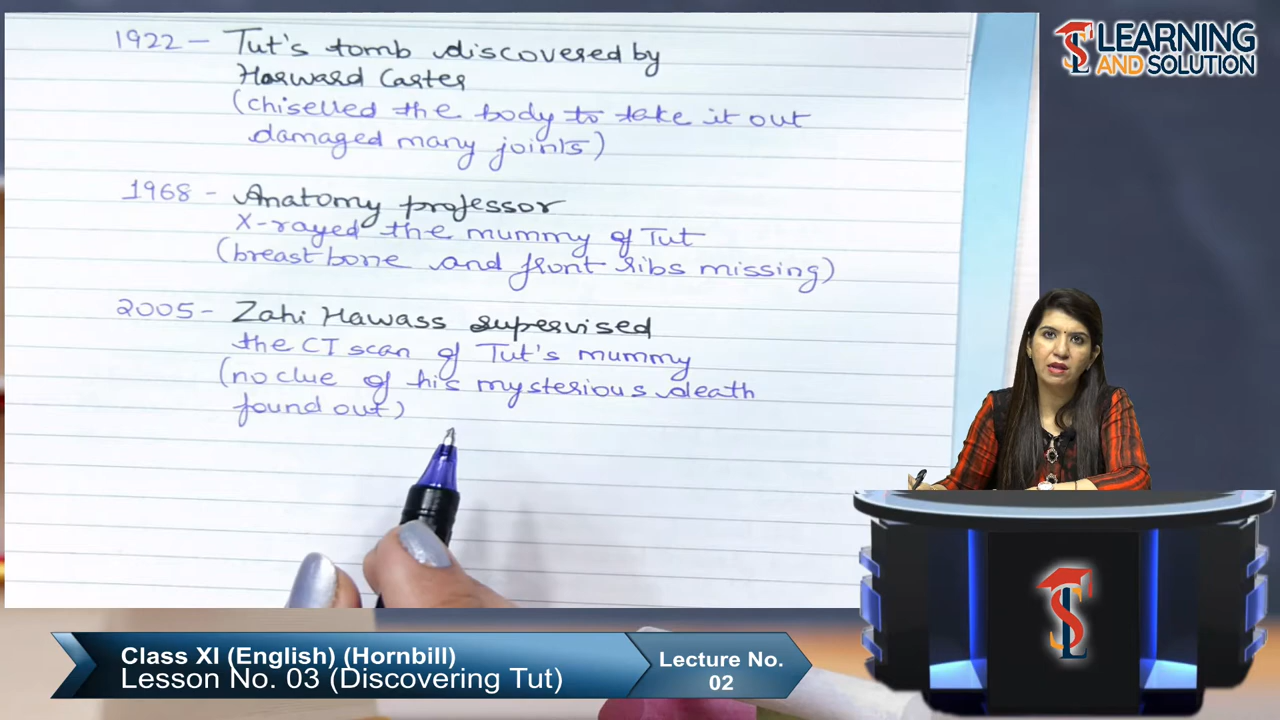 1922 - Tut's tomb discovered by
Harward Carter
(chiselled the body to take it out
damaged many joints)
1968 - Anatomy professor
X-rayed the mummy of Tut
(breast bone and front ribs missing)
2005 - Zahi Hawass supervised
the CT scan of Tut's mummy
(no clue of his mysterious death
found out)
LEARNING
AND SOLUTION
Class XI (English) (Hornbill)
Lesson No. 03 (Discovering Tut)
Lecture No.
02